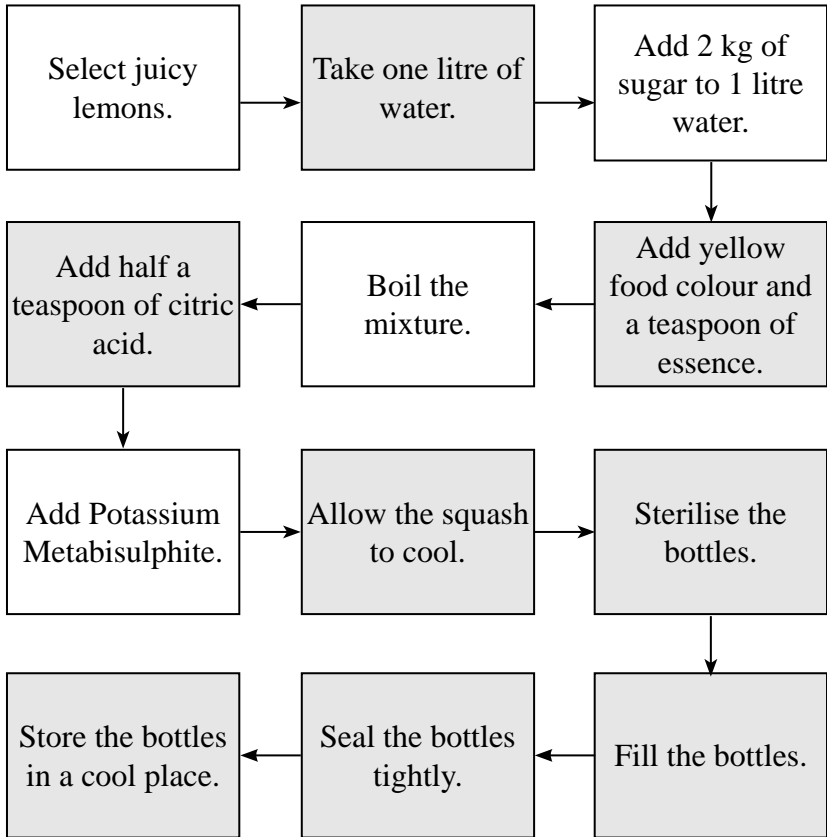 Select juicy
lemons.
Take one litre of
water.
Add 2 kg of
sugar to 1 litre
water.
Add yellow
food colour and
a teaspoon of
essence.
Boil the
mixture.
Add half a
teaspoon of citric
acid.
Add Potassium
Metabisulphite.
Allow the squash
to cool.
Sterilise the
bottles.
Fill the bottles.
Seal the bottles
tightly.
Store the bottles
in a cool place.